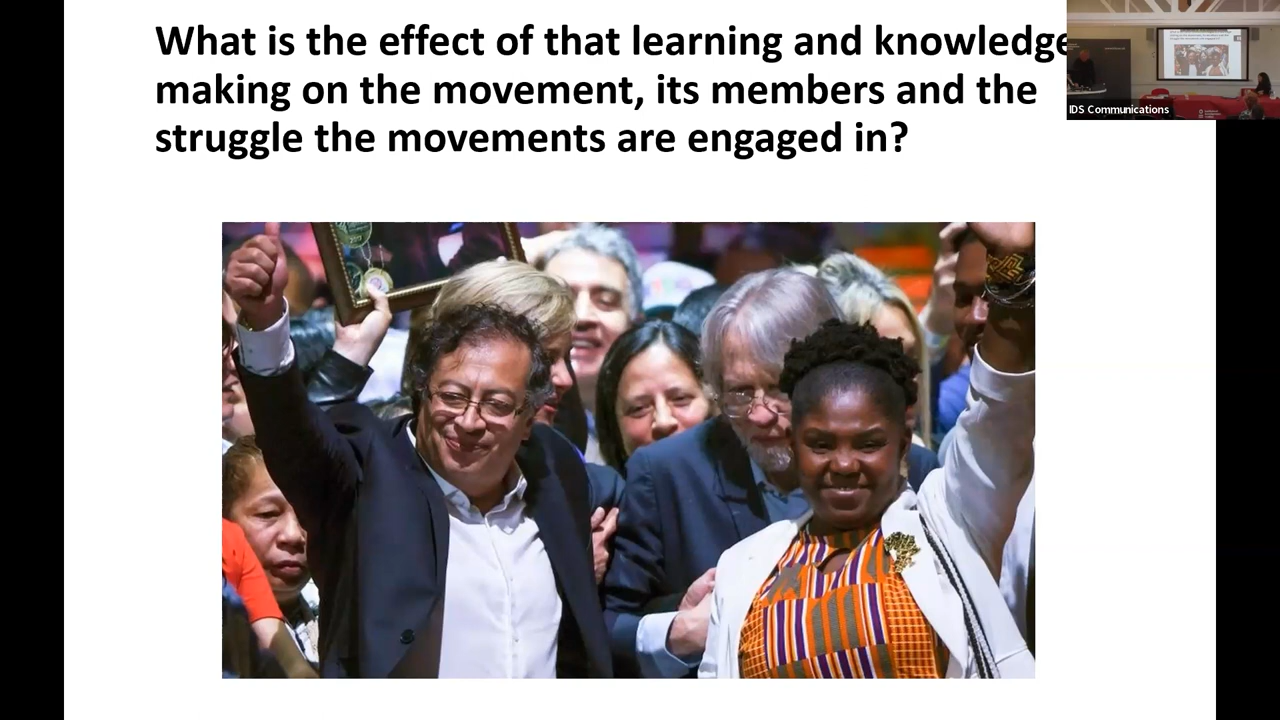 What is the effect of that learning and knowledge
making on the movement, its members and the
struggle the movements are engaged in?
IDS Communications